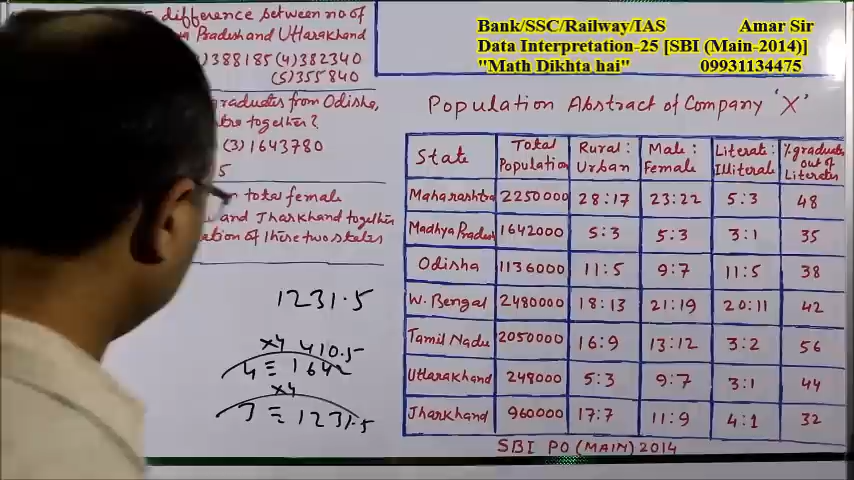 difference between no of
Pradesh and Uttarakhand
388185 (4) 382340
(5) 355840
graduates from Odisha,
together?
(3) 1643780
5
total female
and Jharkhand together
of these two states
1231.5
×4 410.5
4 ≡ 1642
×4
3 ≡ 1231.5
Bank/SSC/Railway/IAS Amar Sir
Data Interpretation-25 [SBI (Main-2014)]
"Math Dikhta hai" 09931134475
Population Abstract of Company 'X'
State Total Population Rural : Urban Male : Female Literate : Illiterate % graduates out of Literates
Maharashtra 2250000 28:17 23:22 5:3 48
Madhya Pradesh 1642000 5:3 5:3 3:1 35
Odisha 1136000 11:5 9:7 11:5 38
W. Bengal 2480000 18:13 21:19 20:11 42
Tamil Nadu 2050000 16:9 13:12 3:2 56
Uttarakhand 248000 5:3 9:7 3:1 44
Jharkhand 960000 17:7 11:9 4:1 32
SBI PO (MAIN) 2014